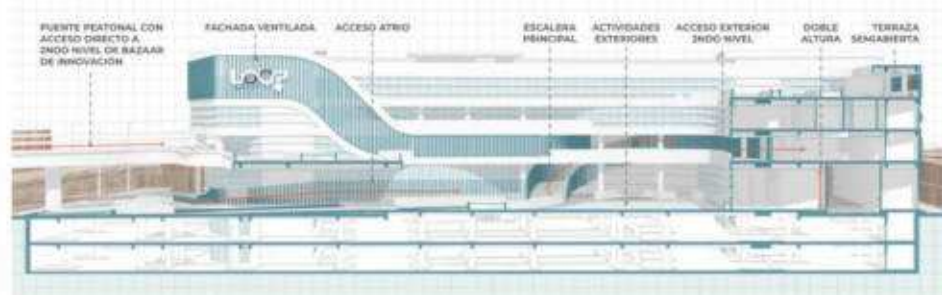 PUENTE PEATONAL CON
ACCESO DIRECTO A
2NDO NIVEL DE BAZAAR
DE INNOVACIÓN
FACHADA VENTILADA
ACCESO ATRIO
ESCALERA
PRINCIPAL
ACTIVIDADES
EXTERIORES
ACCESO EXTERIOR
2NDO NIVEL
DOBLE
ALTURA
TERRAZA
SEMIABIERTA
LOOP